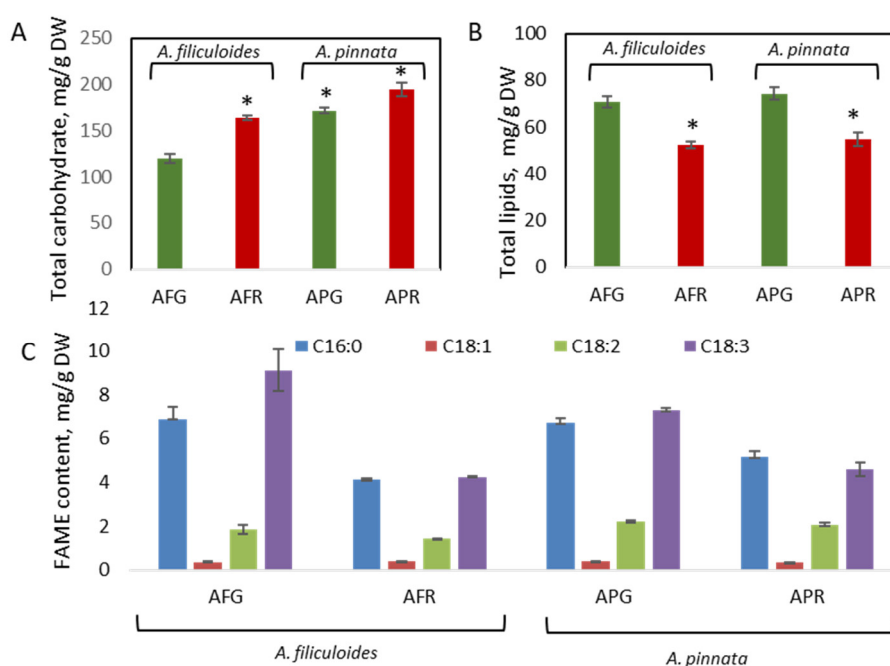 A
Total carbohydrate, mg/g DW
250
200
150
100
50
0
A. filiculoides
A. pinnata
*
*
*
AFG AFR APG APR
B
Total lipids, mg/g DW
100
80
60
40
20
0
A. filiculoides
A. pinnata
*
*
AFG AFR APG APR
C
FAME content, mg/g DW
12
10
8
6
4
2
0
C16:0 C18:1 C18:2 C18:3
AFG AFR APG APR
A. filiculoides
A. pinnata